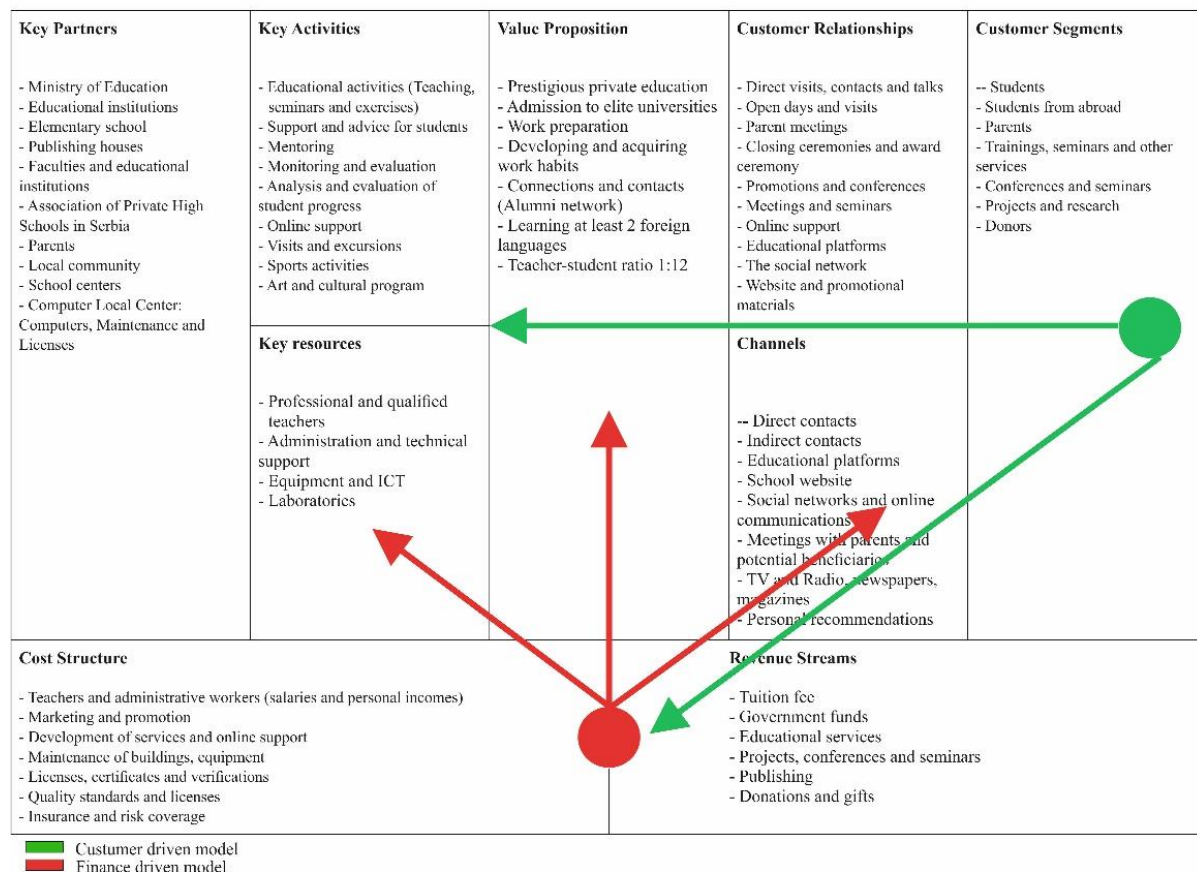 Key Partners
- Ministry of Education
- Educational institutions
- Elementary school
- Publishing houses
- Faculties and educational
institutions
- Association of Private High
Schools in Serbia
- Parents
- Local community
- School centers
- Computer Local Center:
Computers, Maintenance and
Licenses
Key Activities
- Educational activities (Teaching,
seminars and exercises)
- Support and advice for students
- Mentoring
- Monitoring and evaluation
- Analysis and evaluation of
student progress
- Online support
- Visits and excursions
- Sports activities
- Art and cultural program
Key resources
- Professional and qualified
teachers
- Administration and technical
support
- Equipment and ICT
- Laboratories
Value Proposition
- Prestigious private education
- Admission to elite universities
- Work preparation
- Developing and acquiring
work habits
- Connections and contacts
(Alumni network)
- Learning at least 2 foreign
languages
- Teacher-student ratio 1:12
Customer Relationships
- Direct visits, contacts and talks
- Open days and visits
- Parent meetings
- Closing ceremonies and award
ceremony
- Promotions and conferences
- Meetings and seminars
- Online support
- Educational platforms
- The social network
- Website and promotional
materials
Channels
-- Direct contacts
- Indirect contacts
- Educational platforms
- School website
- Social networks and online
communications
- Meetings with parents and
potential beneficiaries
- TV and Radio, newspapers,
magazines
- Personal recommendations
Customer Segments
-- Students
- Students from abroad
- Parents
- Trainings, seminars and other
services
- Conferences and seminars
- Projects and research
- Donors
Cost Structure
- Teachers and administrative workers (salaries and personal incomes)
- Marketing and promotion
- Development of services and online support
- Maintenance of buildings, equipment
- Licenses, certificates and verifications
- Quality standards and licenses
- Insurance and risk coverage
Revenue Streams
- Tuition fee
- Government funds
- Educational services
- Projects, conferences and seminars
- Publishing
- Donations and gifts
Custumer driven model
Finance driven model